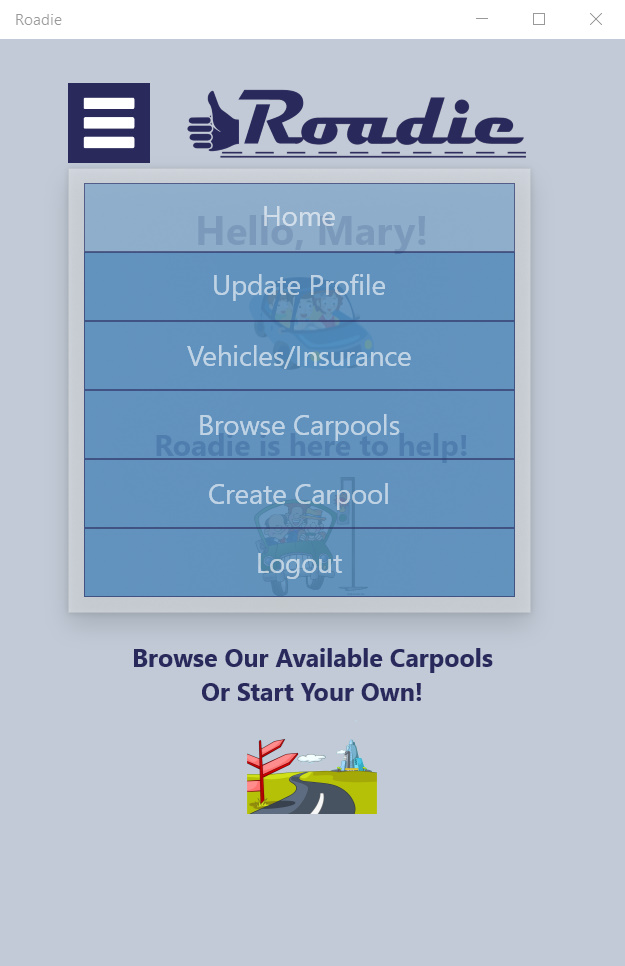 Roadie
Roadie
Home
Hello, Mary!
Update Profile
Vehicles/Insurance
Browse Carpools
Roadie is here to help!
Create Carpool
Logout
Browse Our Available Carpools
Or Start Your Own!